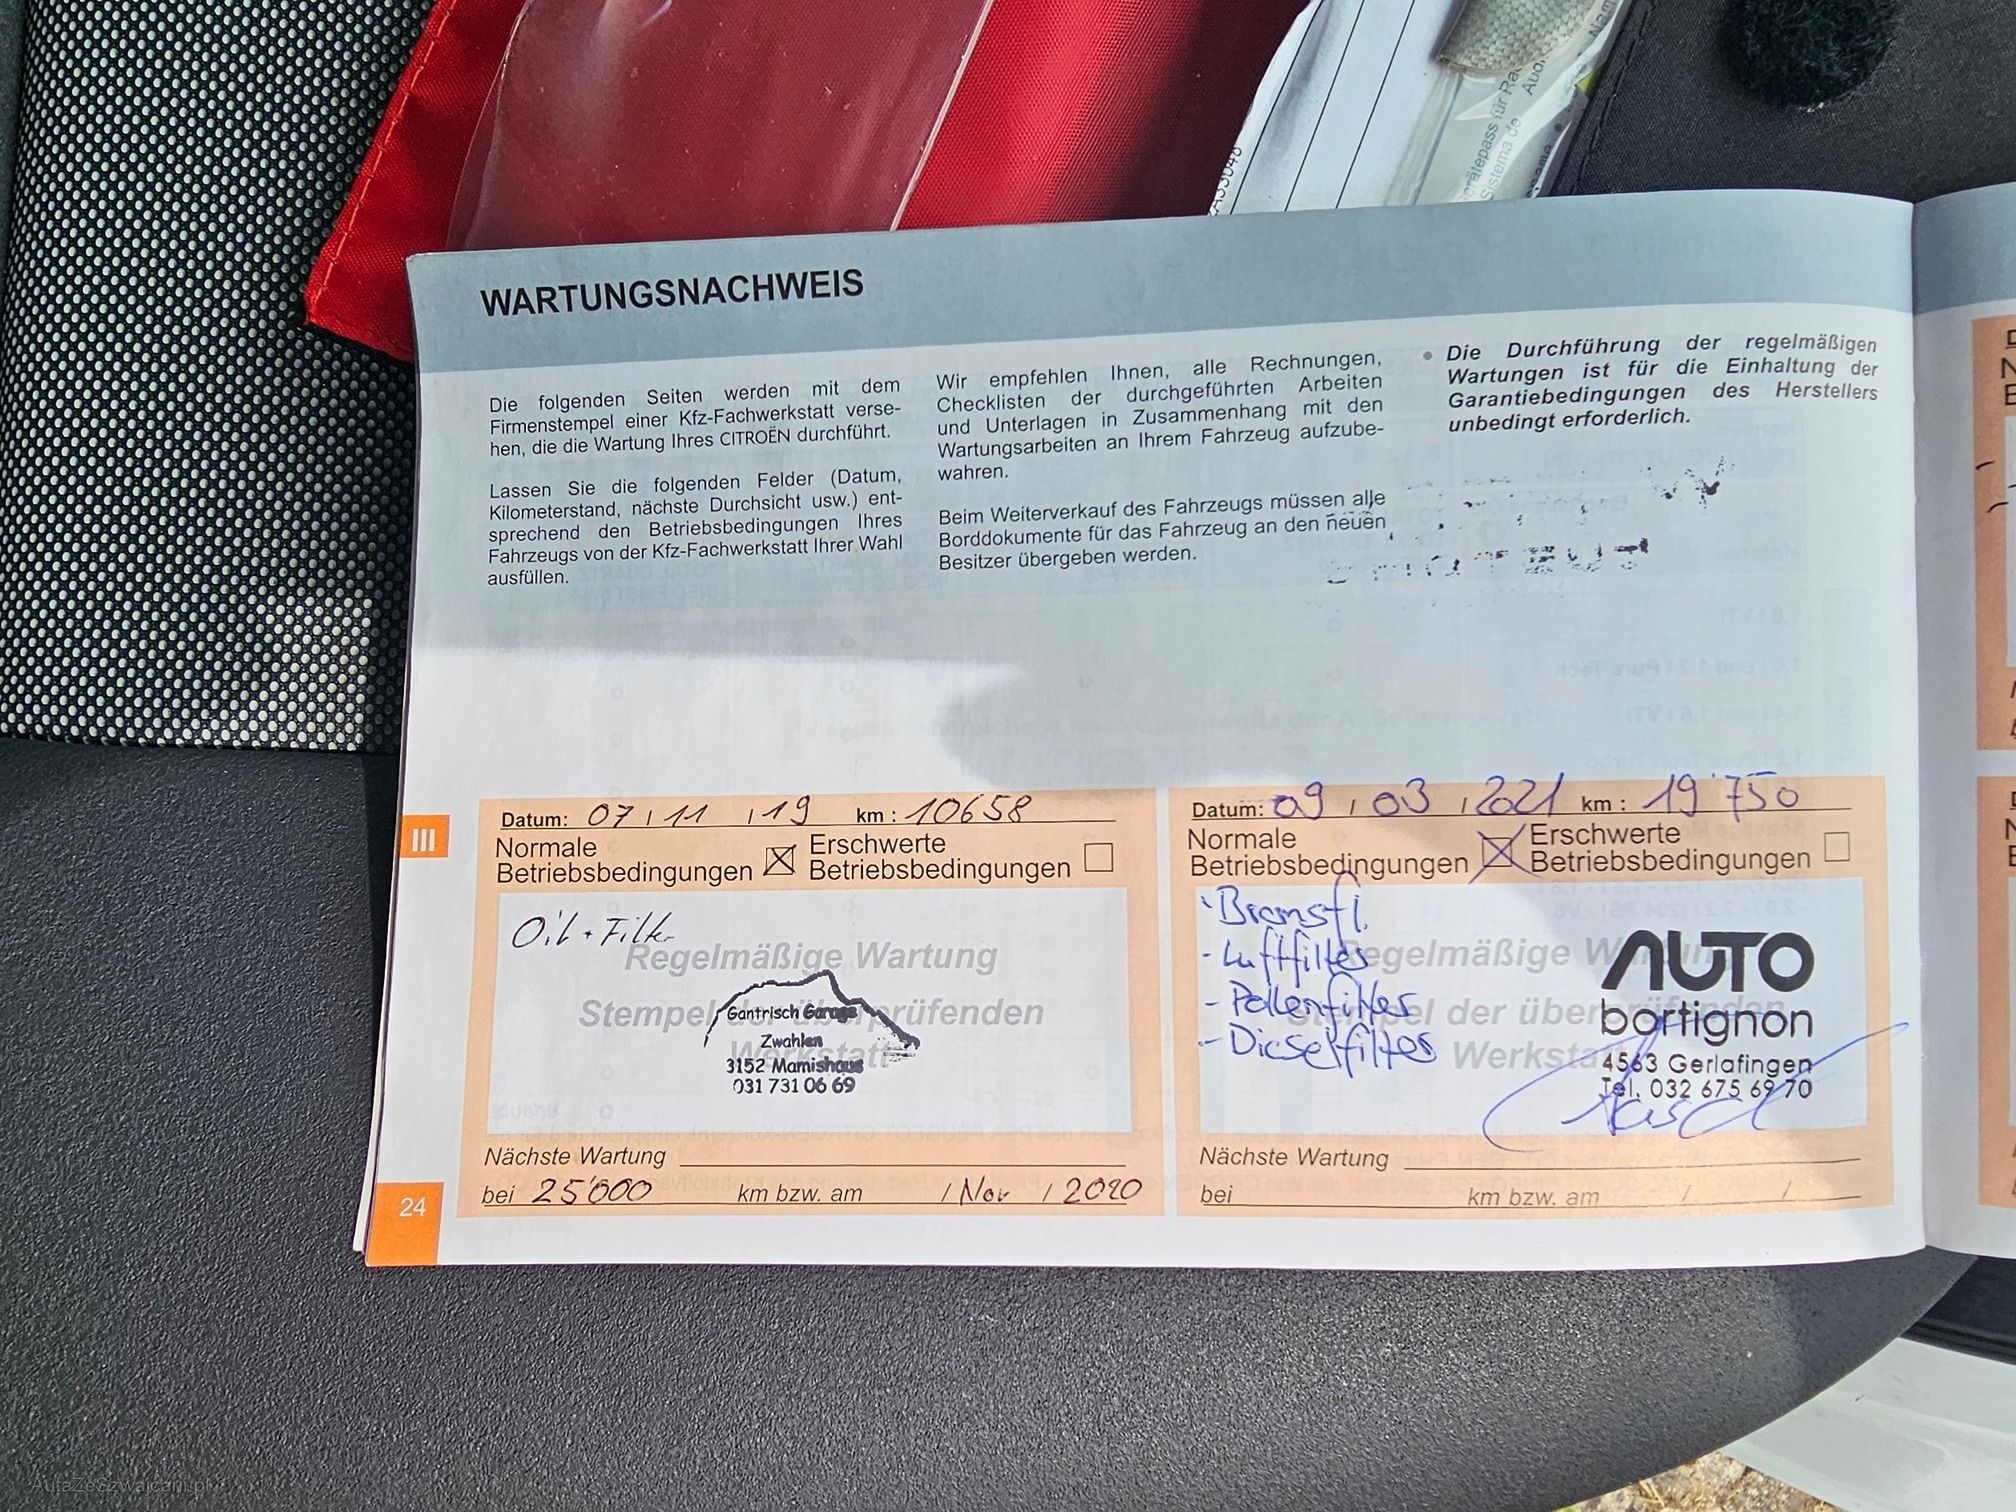 WARTUNGSNACHWEIS
Die folgenden Seiten werden mit dem
Firmenstempel einer Kfz-Fachwerkstatt verse-
hen, die die Wartung Ihres CITROËN durchführt.
Lassen Sie die folgenden Felder (Datum,
Kilometerstand, nächste Durchsicht usw.) ent-
sprechend den Betriebsbedingungen Ihres
Fahrzeugs von der Kfz-Fachwerkstatt Ihrer Wahl
ausfüllen.
Wir empfehlen Ihnen, alle Rechnungen,
Checklisten der durchgeführten Arbeiten
und Unterlagen in Zusammenhang mit den
Wartungsarbeiten an Ihrem Fahrzeug aufzube-
wahren.
Beim Weiterverkauf des Fahrzeugs müssen alle
Borddokumente für das Fahrzeug an den neuen
Besitzer übergeben werden.
• Die Durchführung der regelmäßigen
Wartungen ist für die Einhaltung der
Garantiebedingungen des Herstellers
unbedingt erforderlich.
III
Datum: 07 / 11 / 19 km : 10658
Normale
Betriebsbedingungen
Erschwerte
Betriebsbedingungen
Oil + Filter
Regelmäßige Wartung
Stempel der überprüfenden
Werkstatt
Gantrisch Garage
Zwahlen
3152 Mamishaus
031 731 06 69
Nächste Wartung
bei 25'000 km bzw. am / Nov / 2020
Datum: 09 / 03 / 2021 km : 19'750
Normale
Betriebsbedingungen
Erschwerte
Betriebsbedingungen
- Bremsfl.
- Luftfilter
- Pollenfilter
- Dieselfilter
Regelmäßige Wartung
Stempel der überprüfenden
Werkstatt
AUTO
bortignon
4563 Gerlafingen
Tel. 032 675 69 70
Nächste Wartung
bei km bzw. am / /
24
AutaZeSzwajcarii.pl